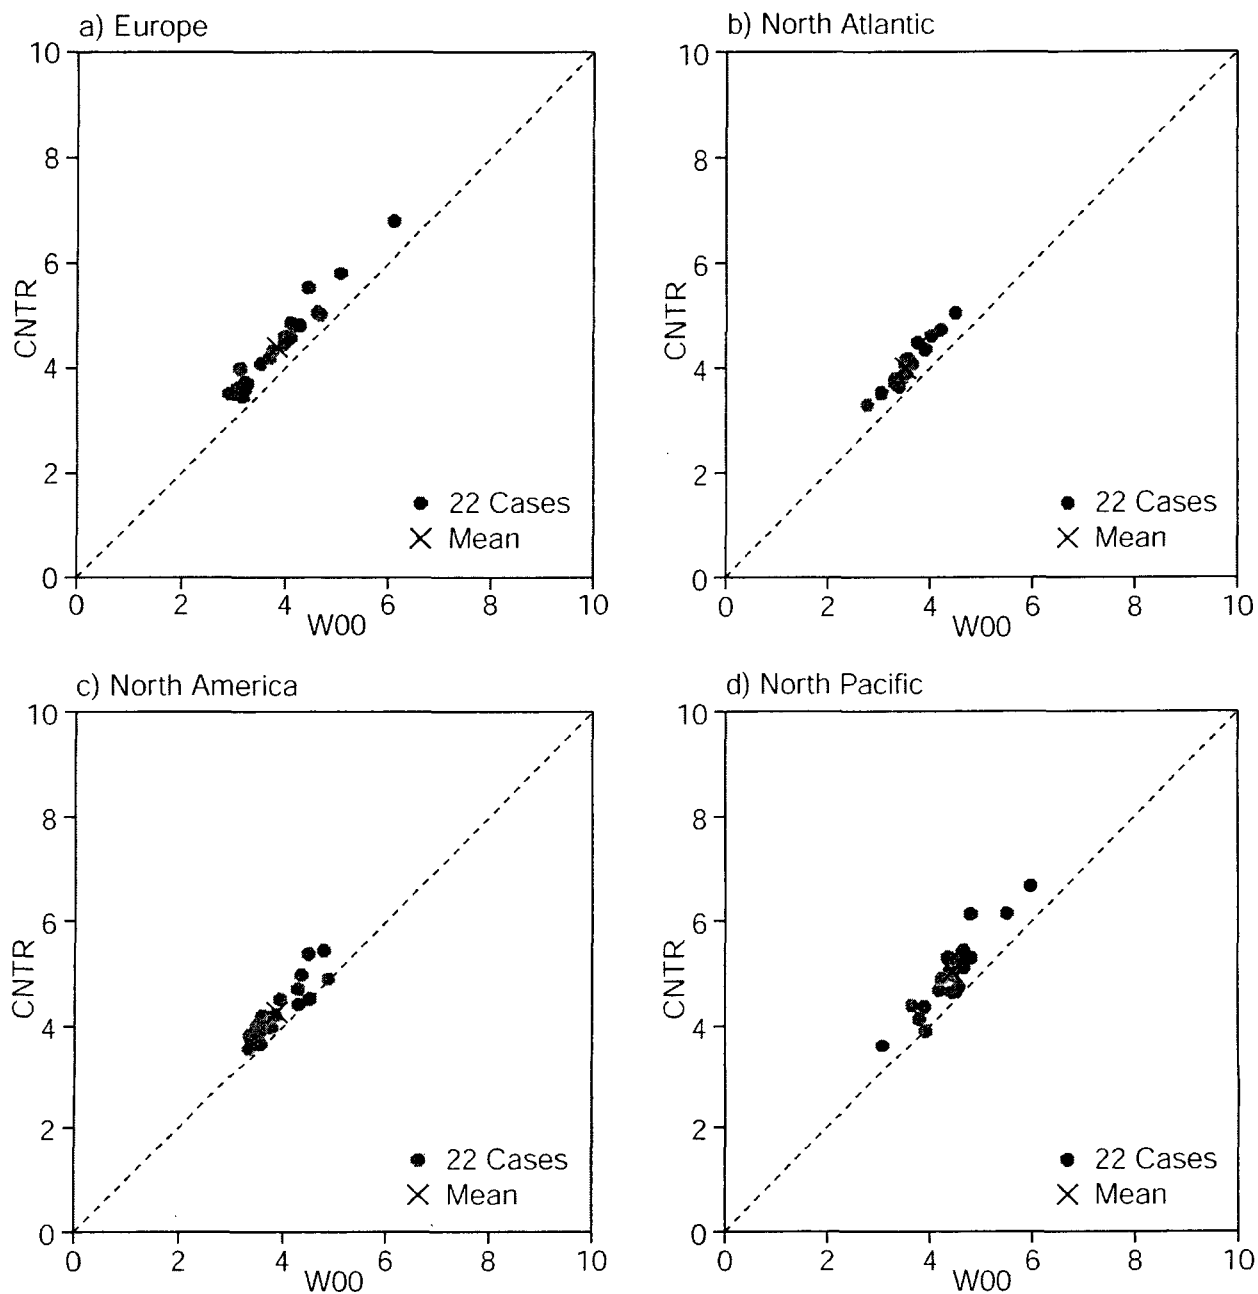 a) Europe
10
8
6
4
2
0
CNTR
22 Cases
Mean
0 2 4 6 8 10
W00
b) North Atlantic
10
8
6
4
2
0
CNTR
22 Cases
Mean
0 2 4 6 8 10
W00
c) North America
10
8
6
4
2
0
CNTR
22 Cases
Mean
0 2 4 6 8 10
W00
d) North Pacific
10
8
6
4
2
0
CNTR
22 Cases
Mean
0 2 4 6 8 10
W00